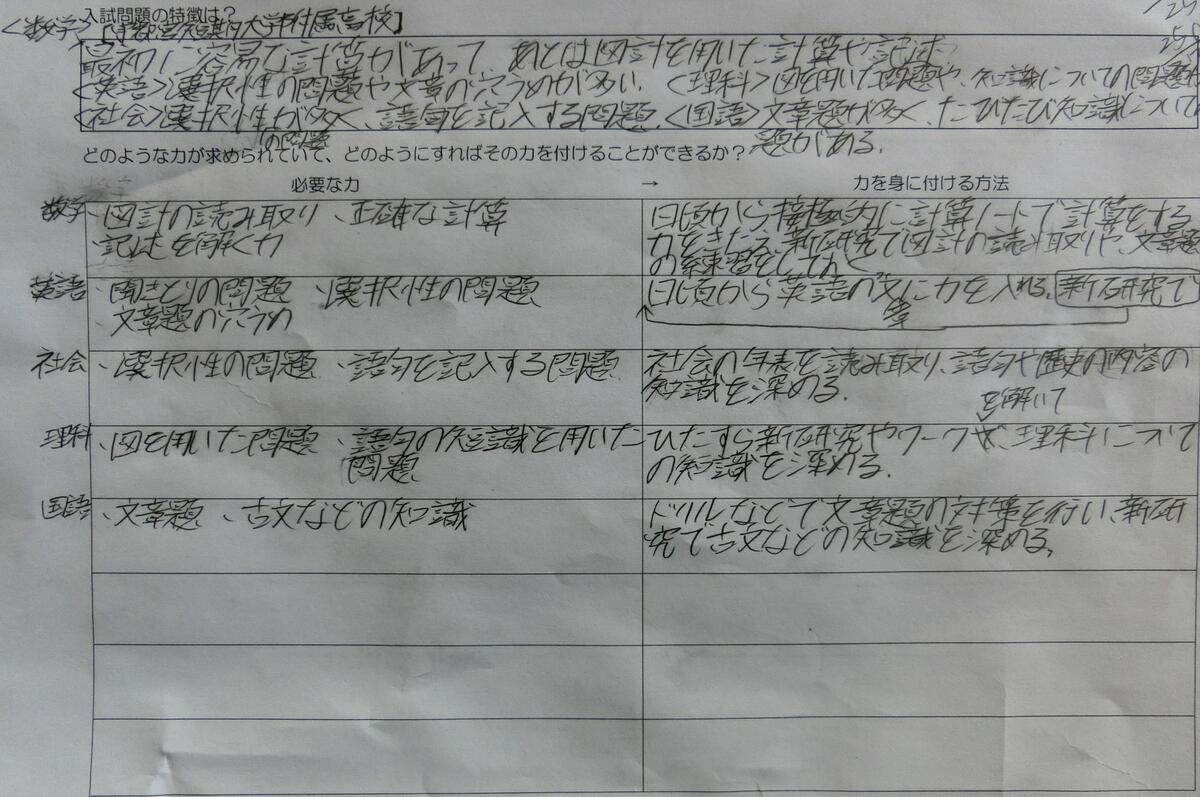 入試問題の特徴は?
<数学> [宇都宮短期大学附属高校]
最初に容易な計算があって、あとは図計を用いた計算や記述
<英語>選択性の問題や文章の穴うめが多い. <理科>図を用いた問題や、知識についての問題
<社会>選択性が多く、語句を記入する問題. <国語>文章題が多く、たびたび知識について
の問題
題がある.
どのような力が求められていて、どのようにすればその力を付けることができるか?
必要な力 → 力を身に付ける方法
数学 、図計の読み取り 、正確な計算
、記述を解く力
日頃から積極的に計算ノートで計算をする
力をきたえ、新研究で図計の読み取りや、文章題
の練習をしていく
英語 、聞きとりの問題 、選択性の問題
、文章題の穴うめ
日頃から英語の文に力を入れる. 新研究で
章
社会 、選択性の問題 、語句を記入する問題
社会の年表を読み取り、語句や歴史の内容の
知識を深める.
を解いて
理科 、図を用いた問題 、語句の知識を用いた
問題
ひたすら新研究やワークを、理科について
の知識を深める.
国語 、文章題 、古文などの知識
ドリルなどで文章題の対策を行い、新研
究で古文などの知識を深める.